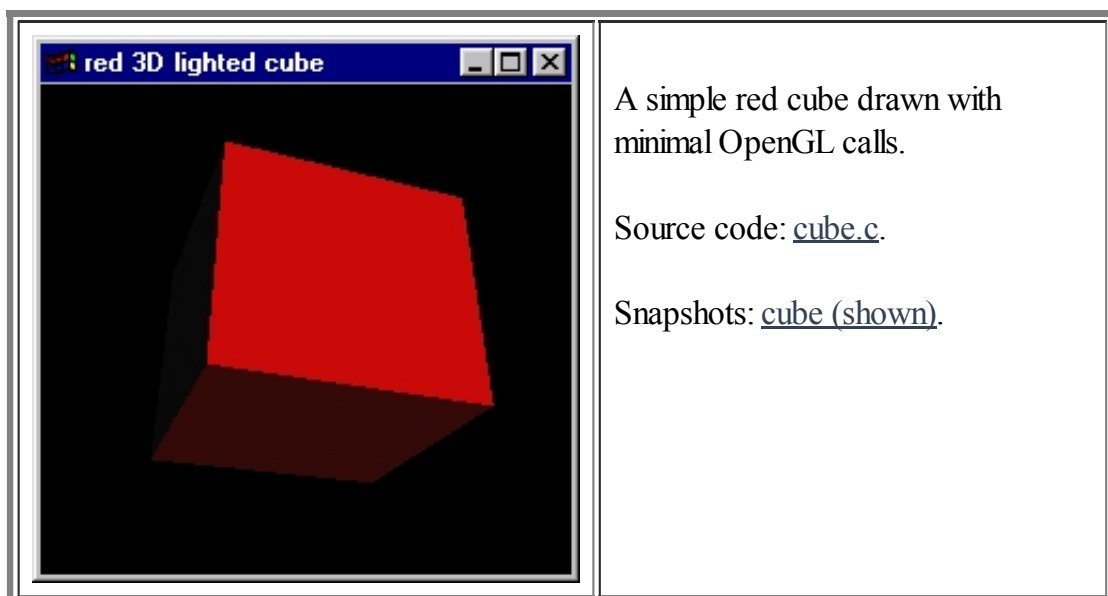 red 3D lighted cube
A simple red cube drawn with
minimal OpenGL calls.
Source code: cube.c.
Snapshots: cube (shown).